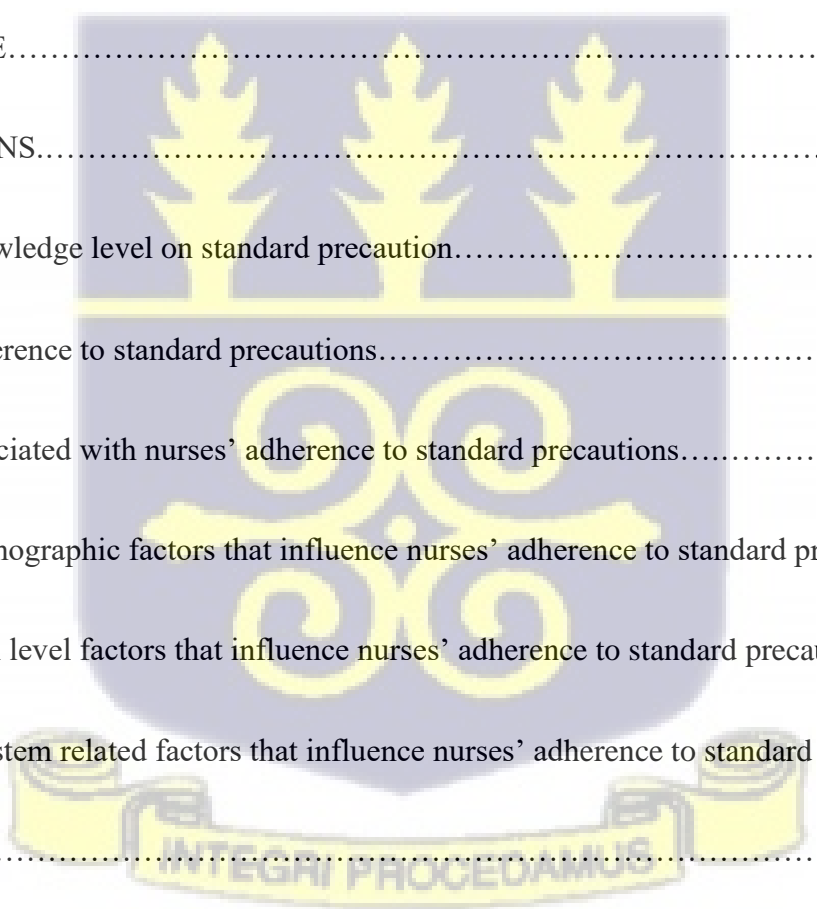 E……………………………………………………
NS.…………………………………………………
wledge level on standard precaution………………………
erence to standard precautions………………………………
ciated with nurses’ adherence to standard precautions….………
nographic factors that influence nurses’ adherence to standard pr
level factors that influence nurses’ adherence to standard precau
stem related factors that influence nurses’ adherence to standard
……………………………………………………
INTEGRI PROCEDAMUS